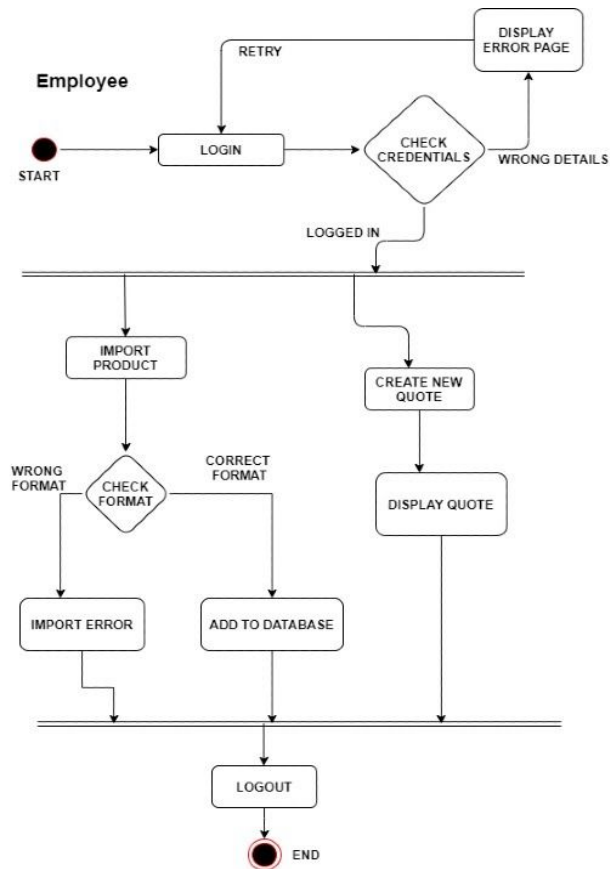 DISPLAY
ERROR PAGE
RETRY
Employee
LOGIN
CHECK
CREDENTIALS
WRONG DETAILS
START
LOGGED IN
IMPORT
PRODUCT
CREATE NEW
QUOTE
WRONG
FORMAT
CORRECT
FORMAT
CHECK
FORMAT
DISPLAY QUOTE
IMPORT ERROR
ADD TO DATABASE
LOGOUT
END